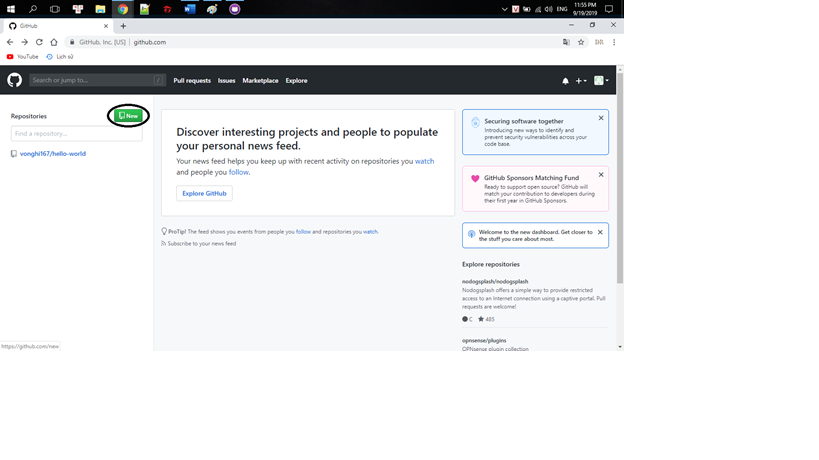 11:55 PM
ENG
9/19/2019
GitHub
GitHub, Inc. [US] | github.com
YouTube
Lịch sử
Search or jump to...
/
Pull requests Issues Marketplace Explore
Repositories
New
Find a repository...
vonghi167/hello-world
Discover interesting projects and people to populate
your personal news feed.
Your news feed helps you keep up with recent activity on repositories you watch
and people you follow.
Explore GitHub
ProTip! The feed shows you events from people you follow and repositories you watch.
Subscribe to your news feed
Securing software together
Introducing new ways to identify and
prevent security vulnerabilities across your
code base.
GitHub Sponsors Matching Fund
Ready to support open source? GitHub will
match your contribution to developers during
their first year in GitHub Sponsors.
Welcome to the new dashboard. Get closer to
the stuff you care about most.
Explore repositories
nodogsplash/nodogsplash
Nodogsplash offers a simple way to provide restricted
access to an Internet connection using a captive portal. Pull
requests are welcome!
C 485
opnsense/plugins
OPNsense plugin collection
https://github.com/new